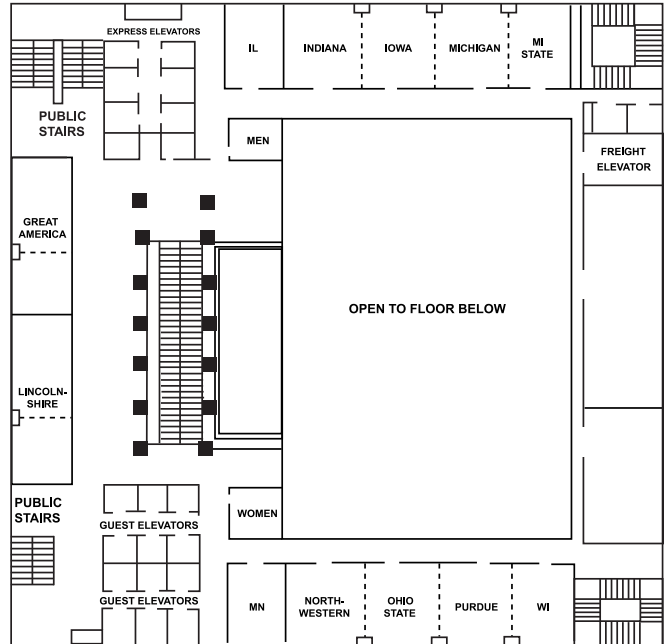 EXPRESS ELEVATORS
IL
INDIANA
IOWA
MICHIGAN
MI
STATE
PUBLIC
STAIRS
MEN
FREIGHT
ELEVATOR
GREAT
AMERICA
OPEN TO FLOOR BELOW
LINCOLN-
SHIRE
PUBLIC
STAIRS
WOMEN
GUEST ELEVATORS
GUEST ELEVATORS
MN
NORTH-
WESTERN
OHIO
STATE
PURDUE
WI